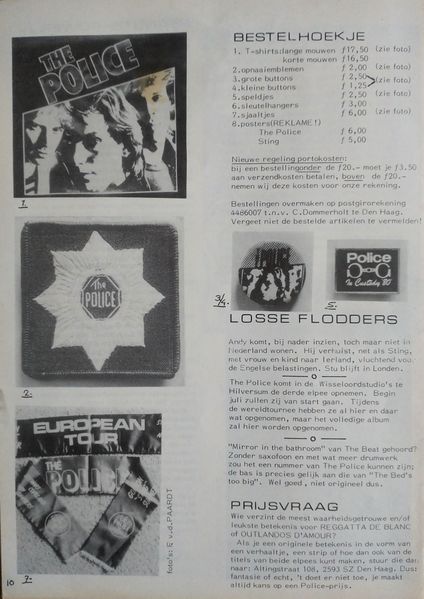 THE
POLICE
1.
The
POLICE
2.
EUROPEAN
TOUR
THE
POLICE
foto's: E v.d. PAARDT
10
7.
BESTELHOEKJE
1. T-shirts:lange mouwen ƒ17,50 (zie foto)
korte mouwen ƒ16,50
2.opnaaiemblemen ƒ 2,00 (zie foto)
3.grote buttons ƒ 2,50 (zie foto)
4.kleine buttons ƒ 1,25
5.speldjes ƒ 2,50 (zie foto)
6.sleutelhangers ƒ 3,00
7.sjaaltjes ƒ 6,00 (zie foto)
8.posters(REKLAME!)
The Police ƒ 6,00
Sting ƒ 5,00
Nieuwe regeling portokosten:
bij een bestellingonder de ƒ20.- moet je ƒ3.50
aan verzendkosten betalen, boven de ƒ20.-
nemen wij deze kosten voor onze rekening.
Bestellingen overmaken op postgirorekening
4486007 t.n.v. C.Dommerholt te Den Haag.
Vergeet niet de bestelde artikelen te vermelden!
3/4.
Police
In Custody 80
5.
LOSSE FLODDERS
Andy komt, bij nader inzien, toch maar niet in
Nederland wonen. Hij verhuist, net als Sting,
met vrouw en kind naar Ierland, vluchtend vou
de Engelse belastingen. Stu blijft in Londen.
The Police komt in de Wisseloordstudio's te
Hilversum de derde elpee opnemen. Begin
juli zullen zij van start gaan. Tijdens
de wereldtournee hebben ze al hier en daar
wat opgenomen, maar het volledige album
zal hier worden opgenomen.
"Mirror in the bathroom" van The Beat gehoord?
Zonder saxofoon en met wat meer drumwerk
zou het een nummer van The Police kunnen zijn;
de bas is precies gelijk aan die van "The Bed's
too big". Wel goed, niet origineel dus.
PRIJSVRAAG
Wie verzint de meest waarheidsgetrouwe en/of
leukste betekenis voor REGGATTA DE BLANC
of OUTLANDOS D'AMOUR?
Als je een originele betekenis in de vorm van
een verhaaltje, een strip of hoe dan ook van de
titels van beide elpees kunt maken, stuur die dan
naar: Altingstraat 108, 2593 SZ Den Haag. Dus:
fantasie of echt, 't doet er niet toe, je maakt
altijd kans op een Police-prijs.